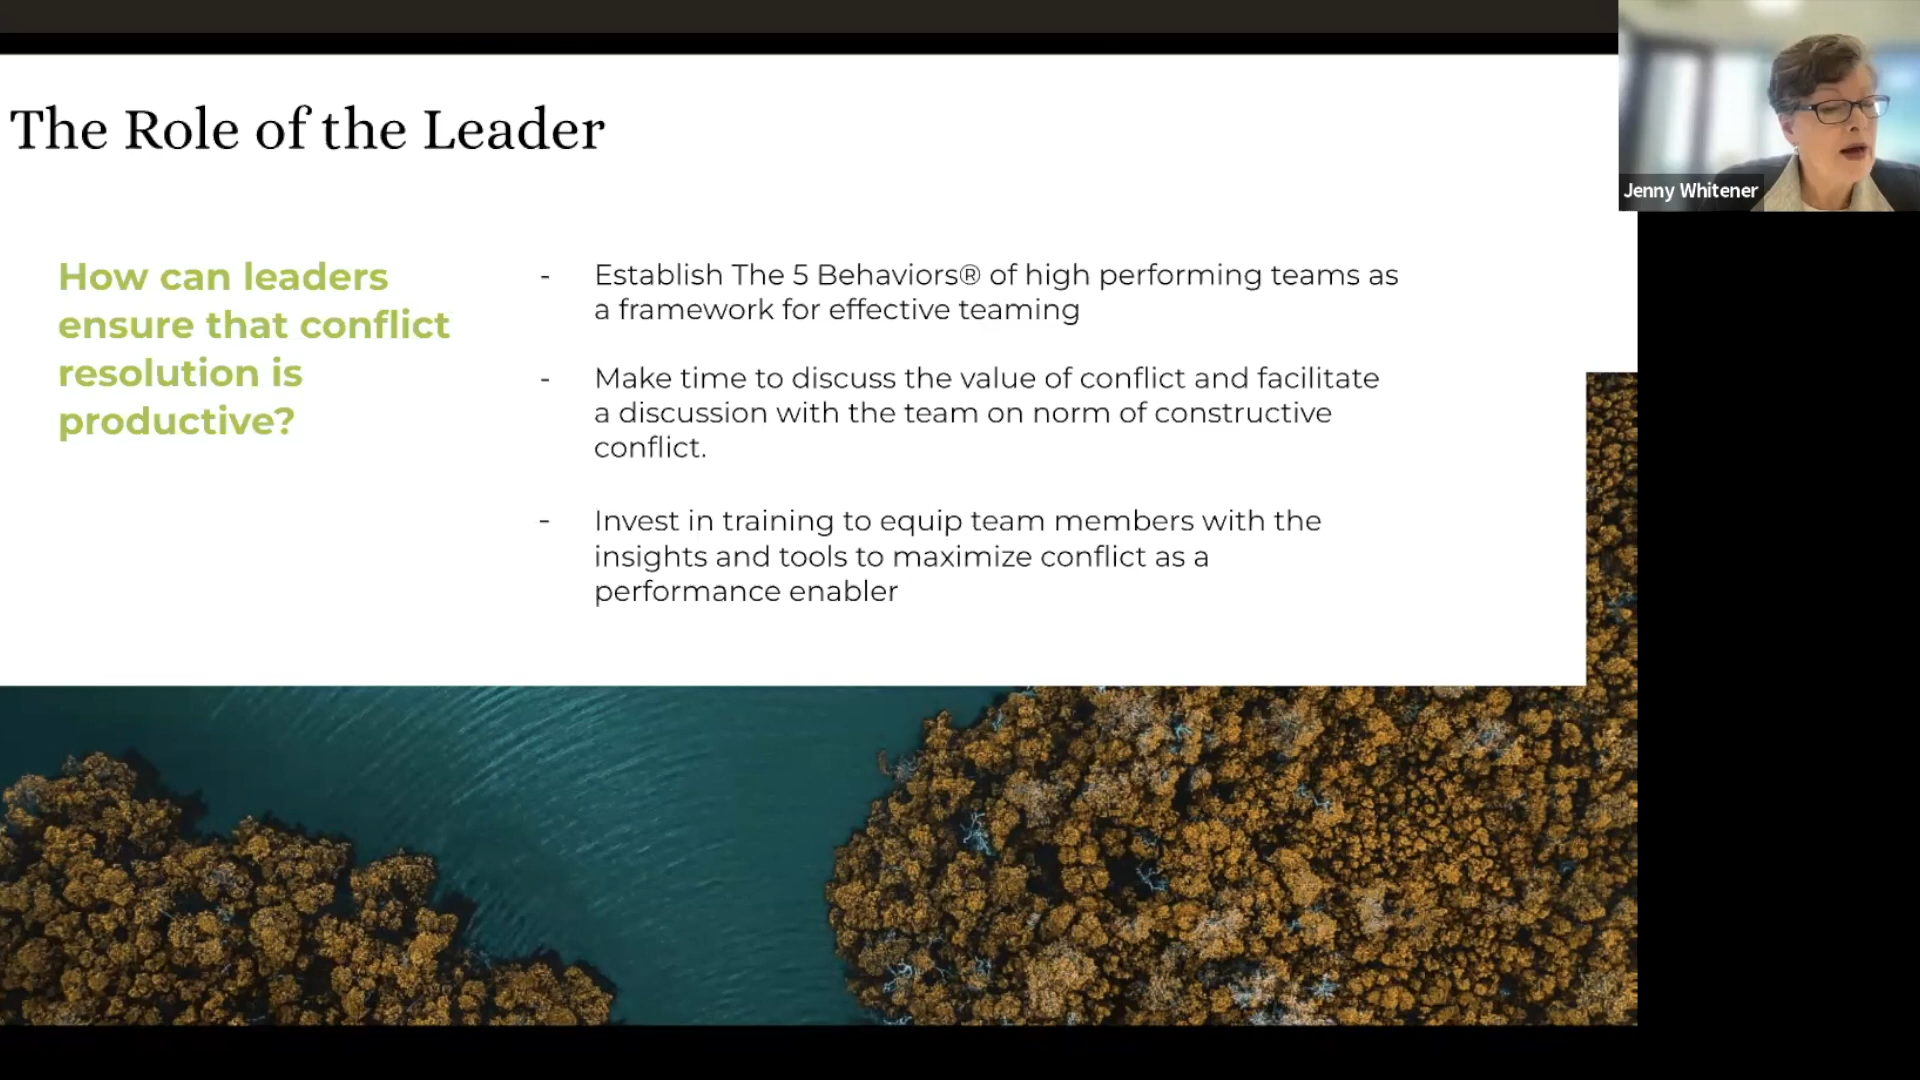 The Role of the Leader
How can leaders
ensure that conflict
resolution is
productive?
- Establish The 5 Behaviors® of high performing teams as
a framework for effective teaming
- Make time to discuss the value of conflict and facilitate
a discussion with the team on norm of constructive
conflict.
- Invest in training to equip team members with the
insights and tools to maximize conflict as a
performance enabler
Jenny Whitener